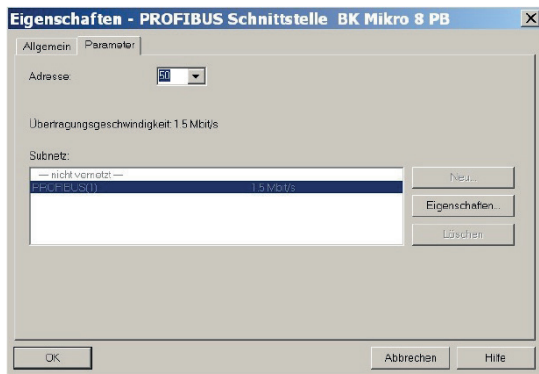 Eigenschaften - PROFIBUS Schnittstelle BK Mikro 8 PB
Allgemein Parameter
Adresse: 50
Übertragungsgeschwindigkeit: 1.5 Mbit/s
Subnetz:
--- nicht vernetzt ---
PROFIBUS(1) 1.5 Mbit/s
Neu...
Eigenschaften...
Löschen
OK Abbrechen Hilfe